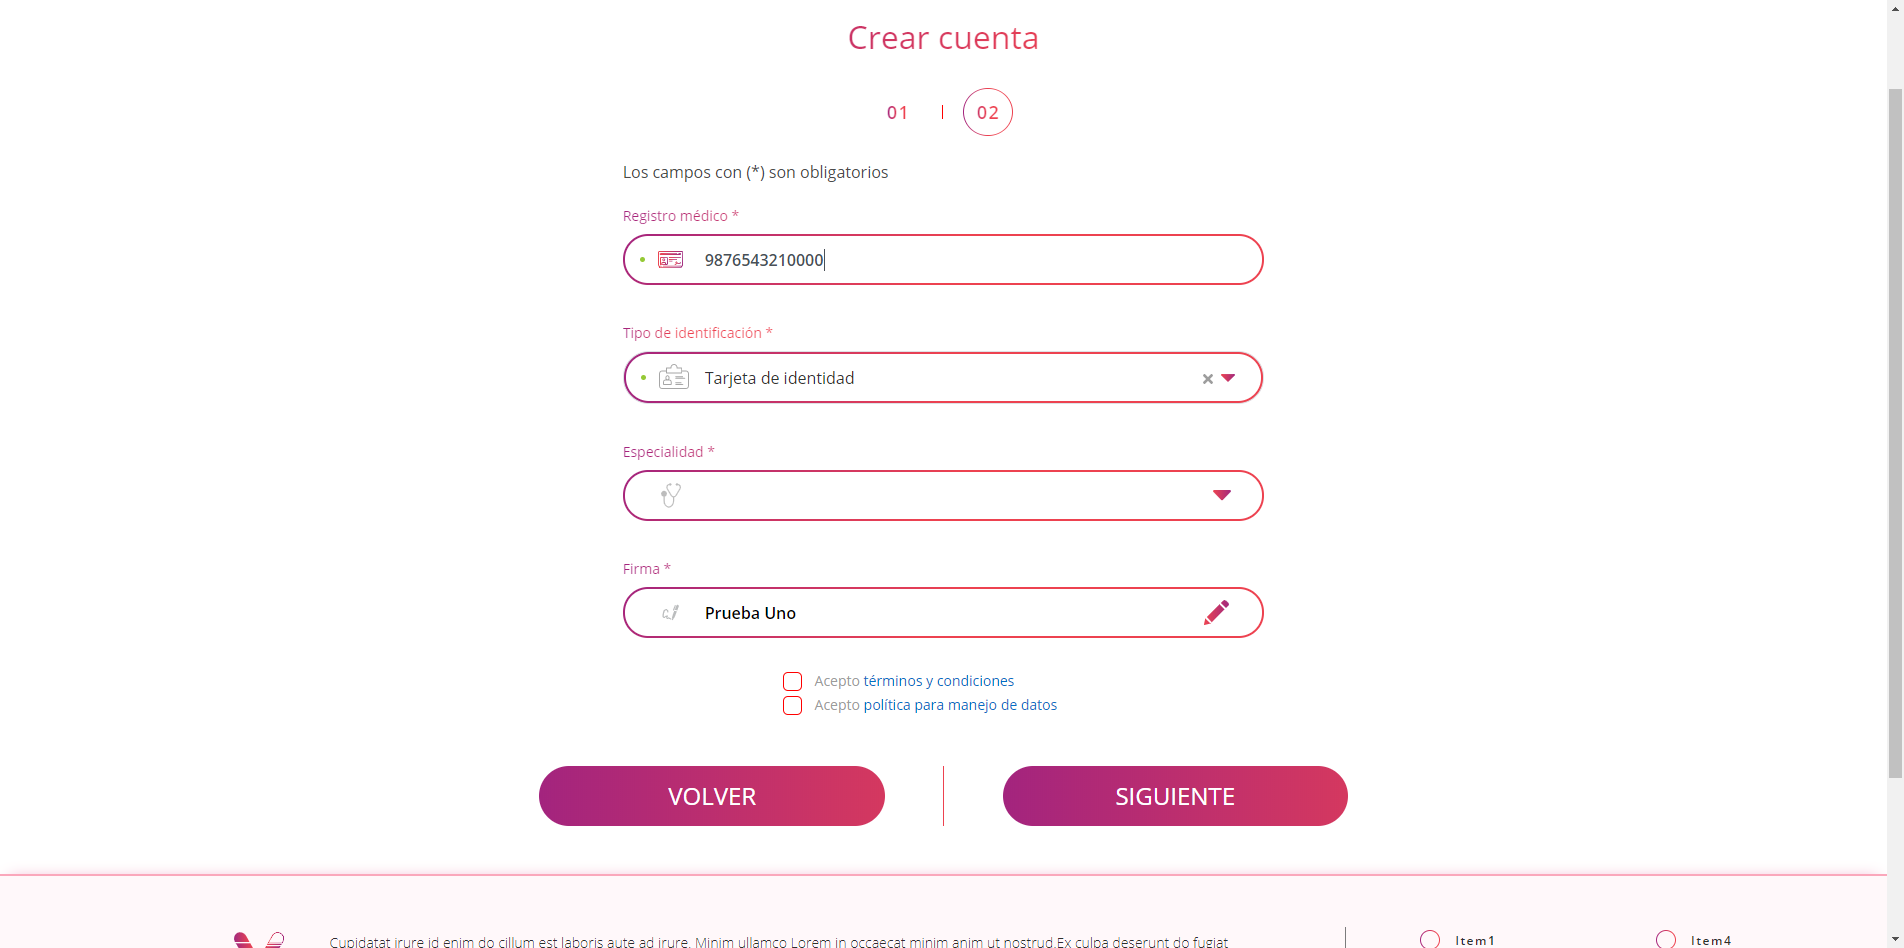 Crear cuenta
01 | 02
Los campos con (*) son obligatorios
Registro médico *
9876543210000
Tipo de identificación *
Tarjeta de identidad
Especialidad *
Firma *
Prueba Uno
Acepto términos y condiciones
Acepto política para manejo de datos
VOLVER
SIGUIENTE
Cupidatat irure id enim do cillum est laboris aute ad irure. Minim ullamco Lorem in occaecat minim anim ut nostrud.Ex culpa deserunt do fugiat
Item1
Item4